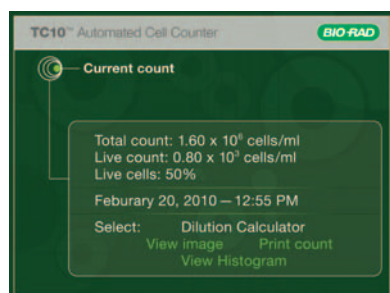 TC10™ Automated Cell Counter BIO-RAD
Current count
Total count: 1.60 x 10⁶ cells/ml
Live count: 0.80 x 10³ cells/ml
Live cells: 50%
Feburary 20, 2010 — 12:55 PM
Select: Dilution Calculator
View image Print count
View Histogram